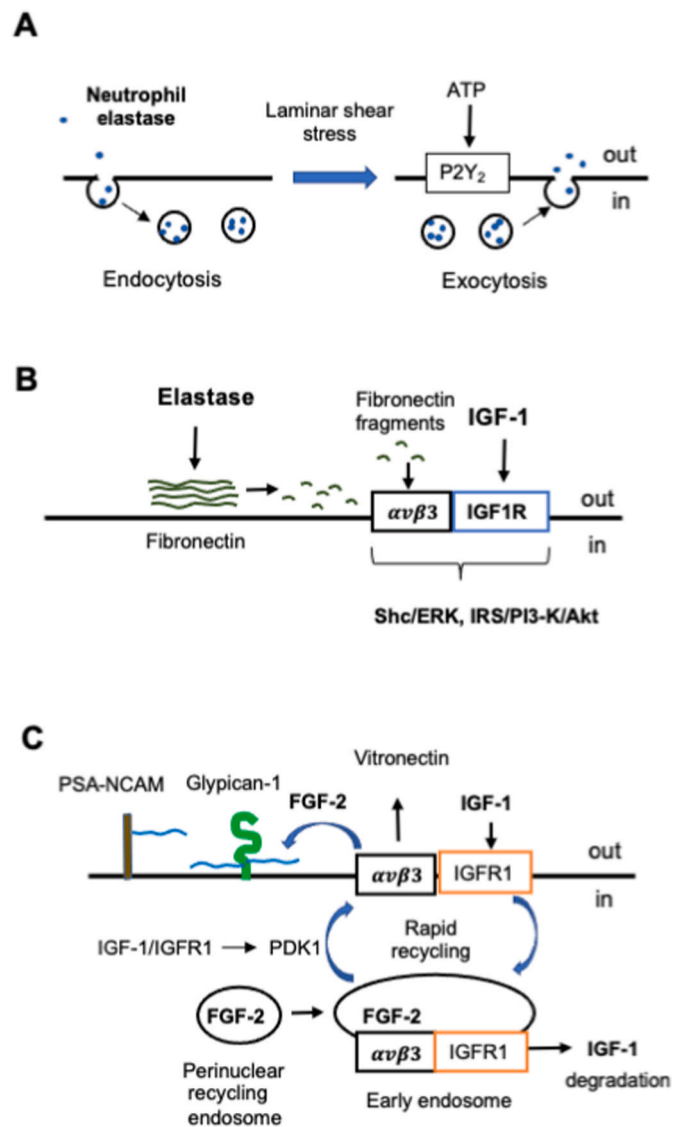 A
Neutrophil
elastase
Laminar shear
stress
ATP
P2Y₂
out
in
Endocytosis
Exocytosis
B
Elastase
Fibronectin
fragments
IGF-1
αvβ3
IGF1R
out
in
Fibronectin
Shc/ERK, IRS/PI3-K/Akt
C
Vitronectin
PSA-NCAM
Glypican-1
FGF-2
IGF-1
αvβ3
IGFR1
out
in
IGF-1/IGFR1
PDK1
Rapid
recycling
FGF-2
FGF-2
αvβ3
IGFR1
IGF-1
degradation
Perinuclear
recycling
endosome
Early endosome